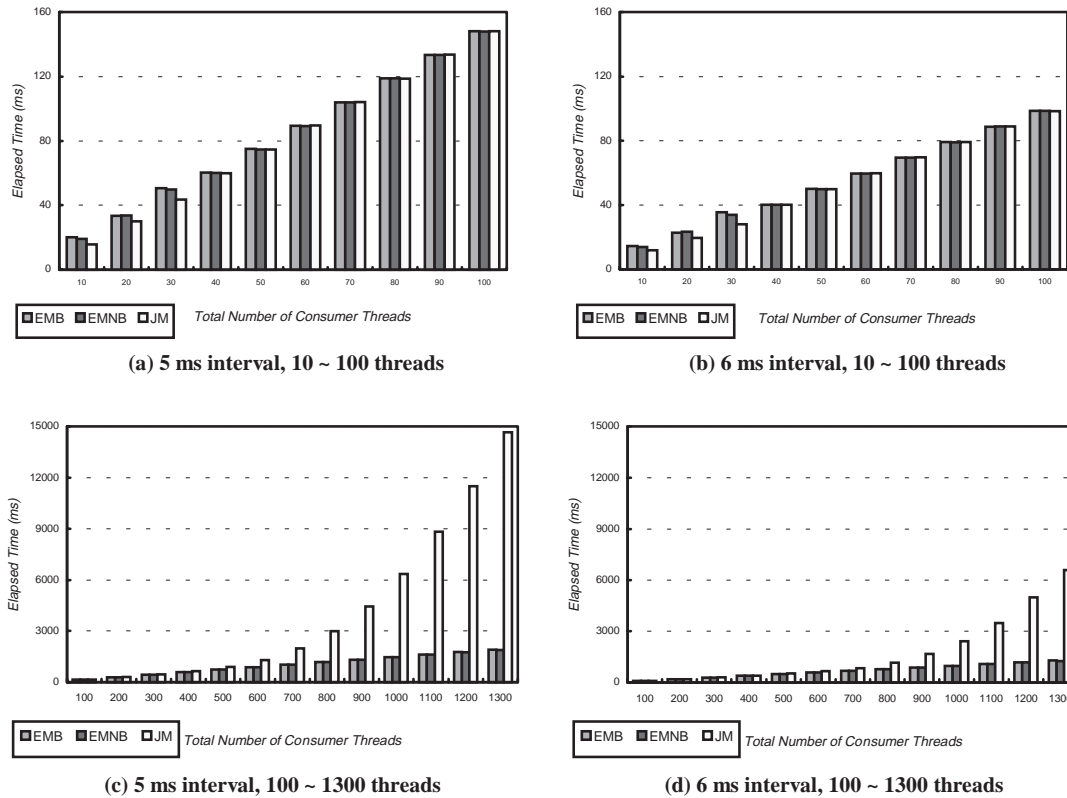 160
120
80
40
0
Elapsed Time (ms)
10 20 30 40 50 60 70 80 90 100
EMB EMNB JM
Total Number of Consumer Threads
(a) 5 ms interval, 10 ~ 100 threads
160
120
80
40
0
Elapsed Time (ms)
10 20 30 40 50 60 70 80 90 100
EMB EMNB JM
Total Number of Consumer Threads
(b) 6 ms interval, 10 ~ 100 threads
15000
12000
9000
6000
3000
0
Elapsed Time (ms)
100 200 300 400 500 600 700 800 900 1000 1100 1200 1300
EMB EMNB JM
Total Number of Consumer Threads
(c) 5 ms interval, 100 ~ 1300 threads
15000
12000
9000
6000
3000
0
Elapsed Time (ms)
100 200 300 400 500 600 700 800 900 1000 1100 1200 130
EMB EMNB JM
Total Number of Consumer Threads
(d) 6 ms interval, 100 ~ 1300 threads